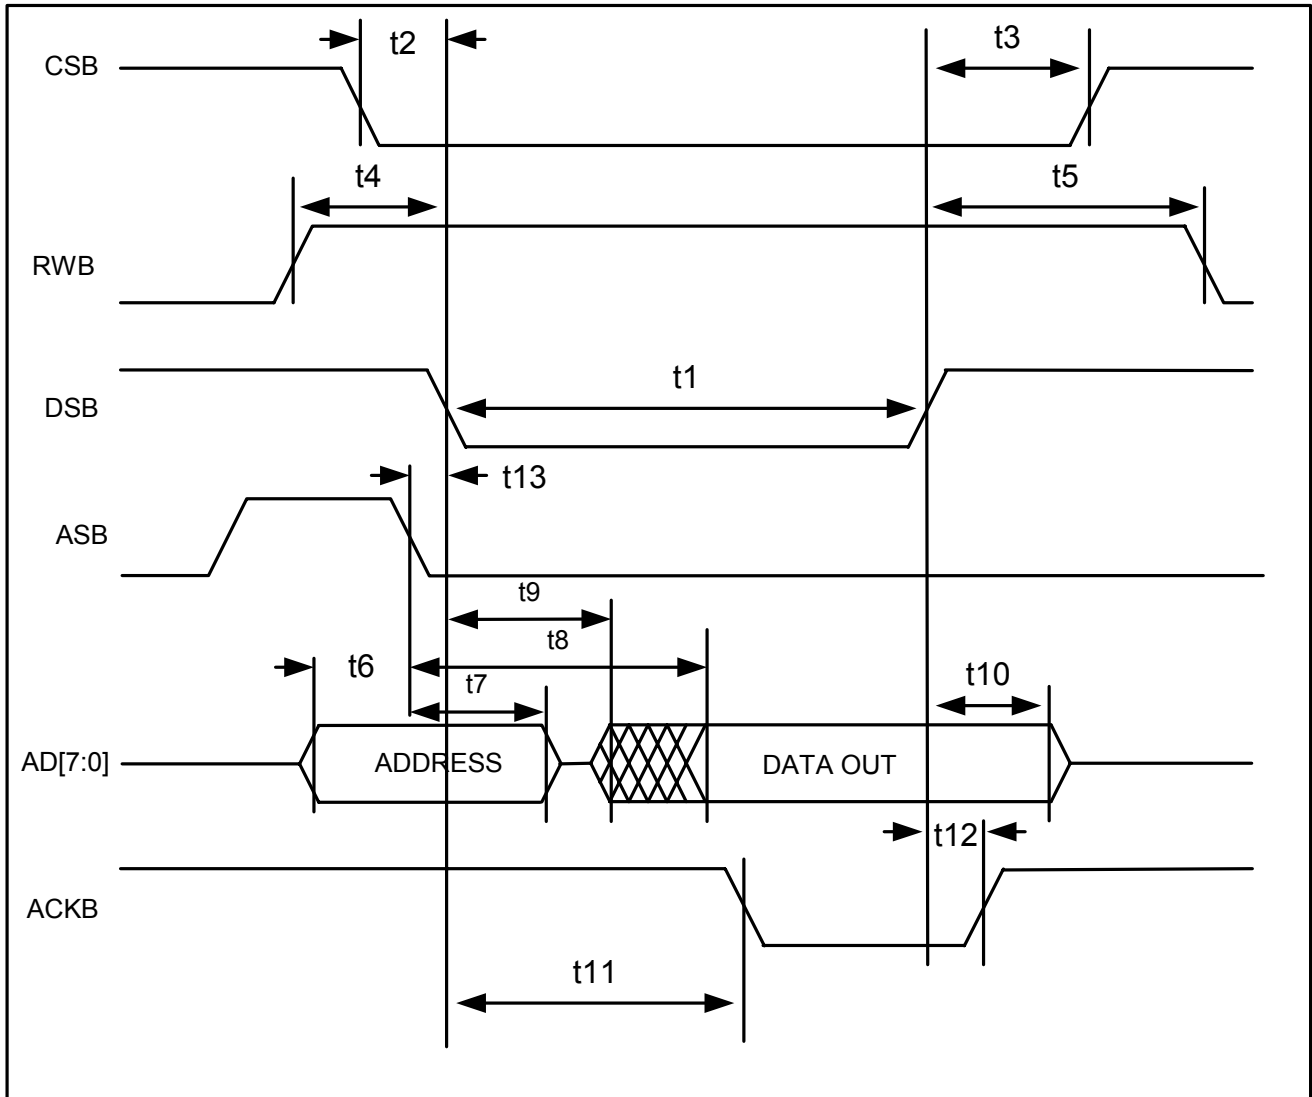 t2
t3
CSB
t4
t5
RWB
t1
DSB
t13
ASB
t9
t8
t6
t7
t10
AD[7:0]
ADDRESS
DATA OUT
t12
ACKB
t11